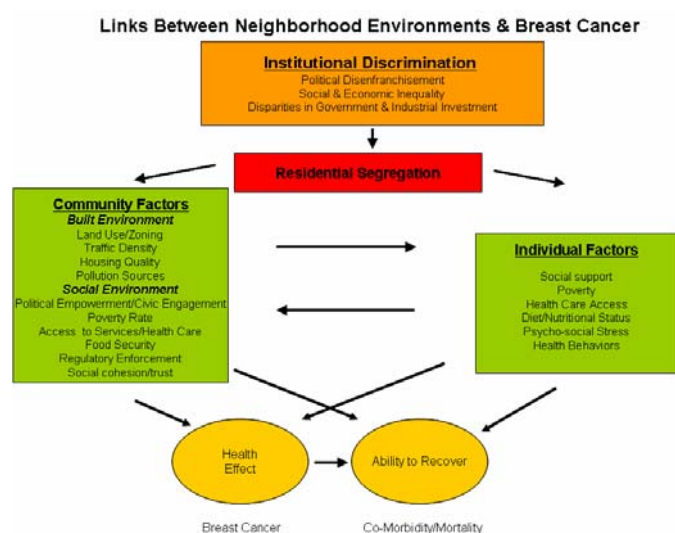 Links Between Neighborhood Environments & Breast Cancer
Institutional Discrimination
Political Disenfranchisement
Social & Economic Inequality
Disparities in Government & Industrial Investment
Residential Segregation
Community Factors
Built Environment
Land Use/Zoning
Traffic Density
Housing Quality
Pollution Sources
Social Environment
Political Empowerment/Civic Engagement
Poverty Rate
Access to Services/Health Care
Food Security
Regulatory Enforcement
Social cohesion/trust
Individual Factors
Social support
Poverty
Health Care Access
Diet/Nutritional Status
Psycho-social Stress
Health Behaviors
Health
Effect
Ability to Recover
Breast Cancer
Co-Morbidity/Mortality